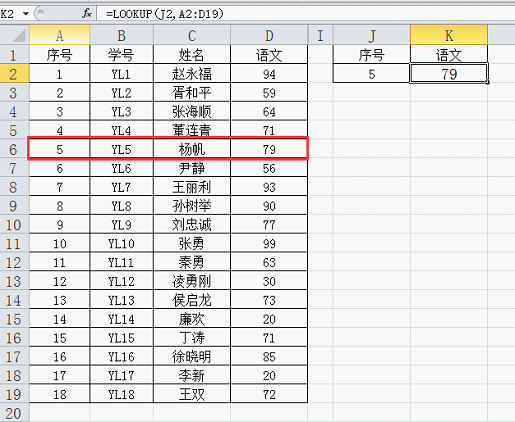 K2 fx =LOOKUP(J2,A2:D19)
A B C D I J K
1 序号 学号 姓名 语文 序号 语文
2 1 YL1 赵永福 94 5 79
3 2 YL2 胥和平 59
4 3 YL3 张海顺 64
5 4 YL4 董连青 71
6 5 YL5 杨帆 79
7 6 YL6 尹静 56
8 7 YL7 王丽利 93
9 8 YL8 孙树举 90
10 9 YL9 刘忠诚 77
11 10 YL10 张勇 99
12 11 YL11 秦勇 63
13 12 YL12 凌勇刚 30
14 13 YL13 侯启龙 73
15 14 YL14 廉欢 20
16 15 YL15 丁涛 71
17 16 YL16 徐晓明 85
18 17 YL17 李新 20
19 18 YL18 王双 72
20